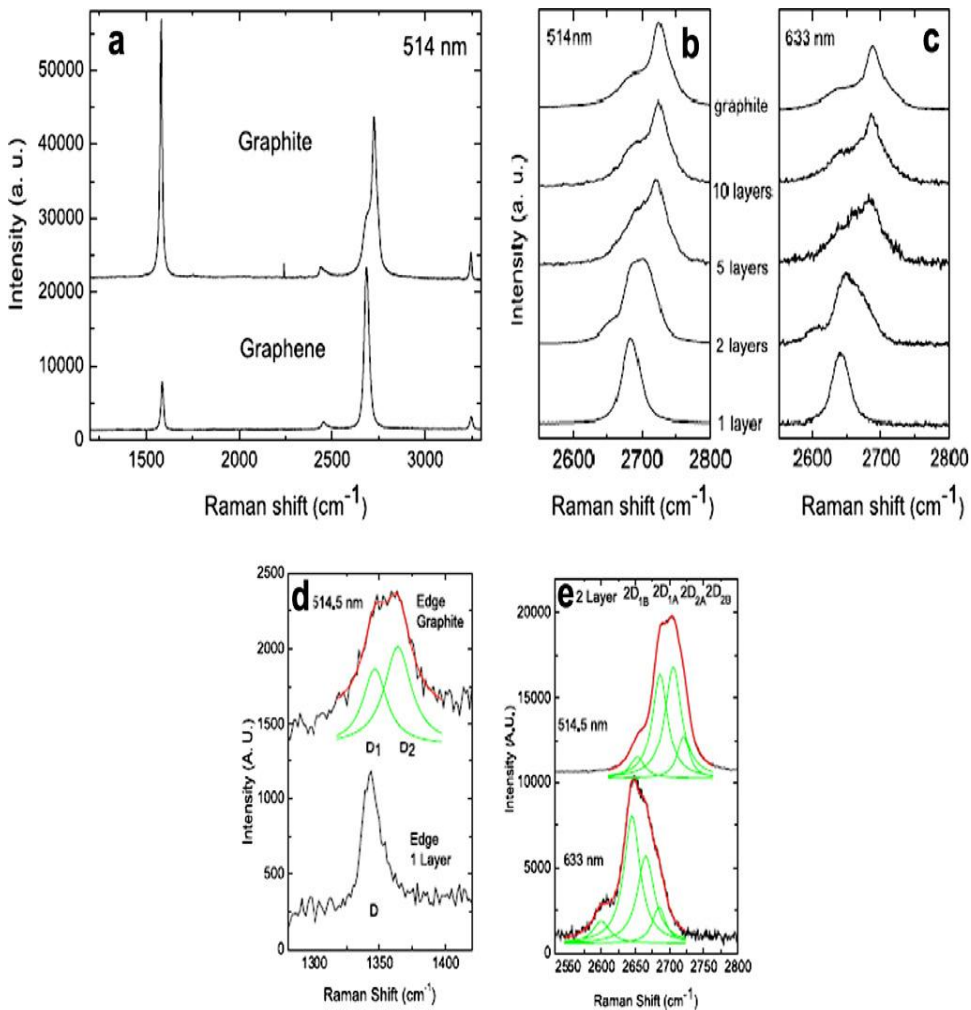 a
514 nm
Graphite
Graphene
50000
40000
30000
20000
10000
0
Intensity (a. u.)
1500 2000 2500 3000
Raman shift (cm-1)
b
514 nm
Intensity (a. u.)
2600 2700 2800
Raman shift (cm-1)
graphite
10 layers
5 layers
2 layers
1 layer
c
633 nm
2600 2700 2800
Raman shift (cm-1)
d
514.5 nm
Edge
Graphite
D1 D2
Edge
1 Layer
D
2500
2000
1500
1000
500
0
Intensity (A. U.)
1300 1350 1400
Raman Shift (cm-1)
e
2 Layer 2D1B 2D1A 2D2A 2D2B
514.5 nm
633 nm
20000
15000
10000
5000
0
Intensity (A.U.)
2550 2600 2650 2700 2750 2800
Raman Shift (cm-1)